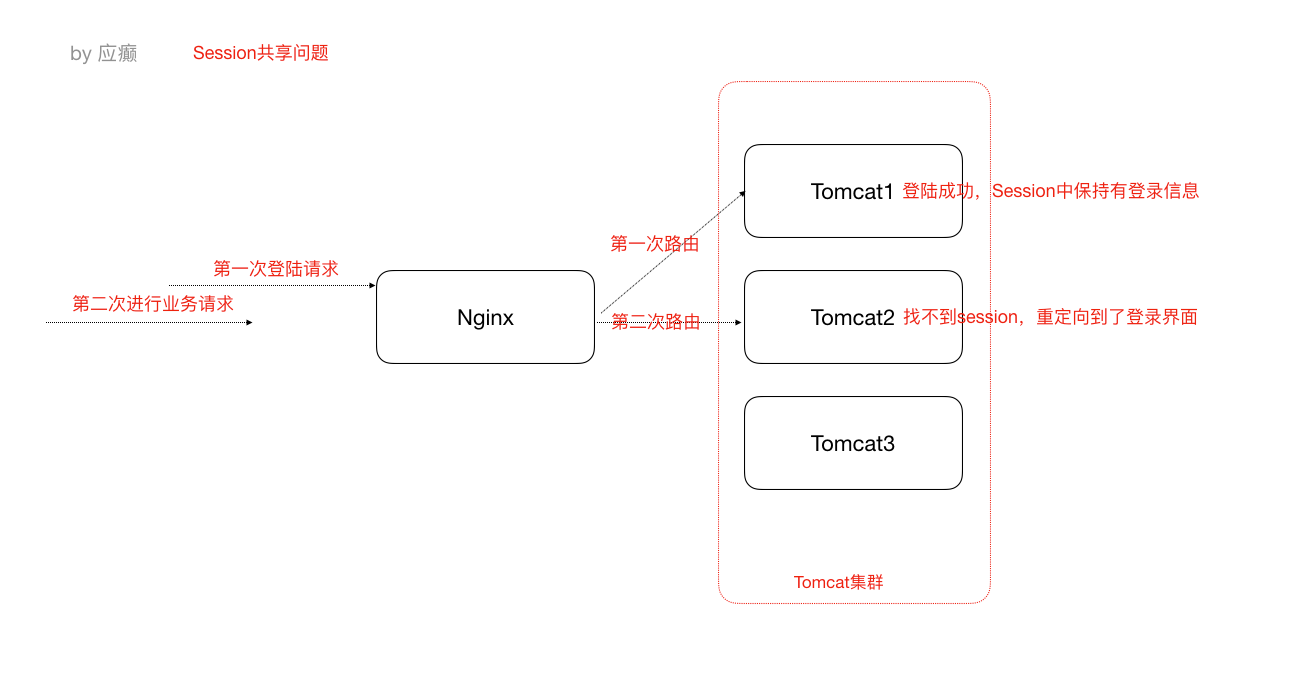 by 应癫
Session共享问题
Tomcat1
登陆成功，Session中保持有登录信息
第一次路由
第一次登陆请求
第二次进行业务请求
Nginx
第二次路由
Tomcat2
找不到session，重定向到了登录界面
Tomcat3
Tomcat集群